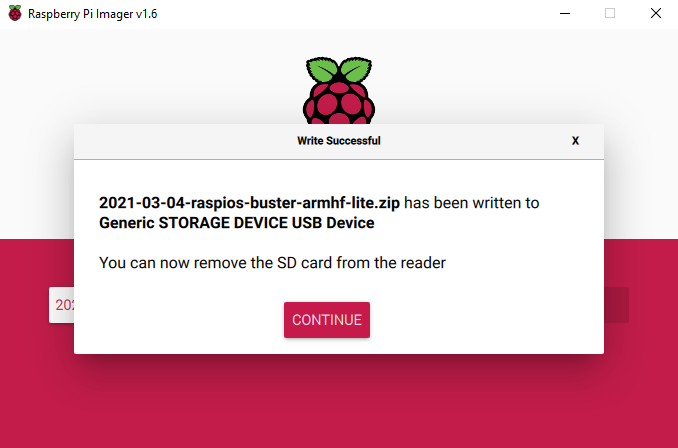 Raspberry Pi Imager v1.6
Write Successful
X
2021-03-04-raspios-buster-armhf-lite.zip has been written to
Generic STORAGE DEVICE USB Device
You can now remove the SD card from the reader
CONTINUE